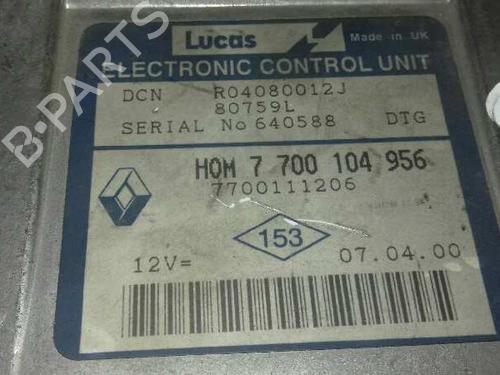 Lucas
Made in UK
ELECTRONIC CONTROL UNIT
DCN R04080012J
80759L
SERIAL No 640588 DTG
HOM 7 700 104 956
7700111206
153
12V= 07.04.00
B-PARTS